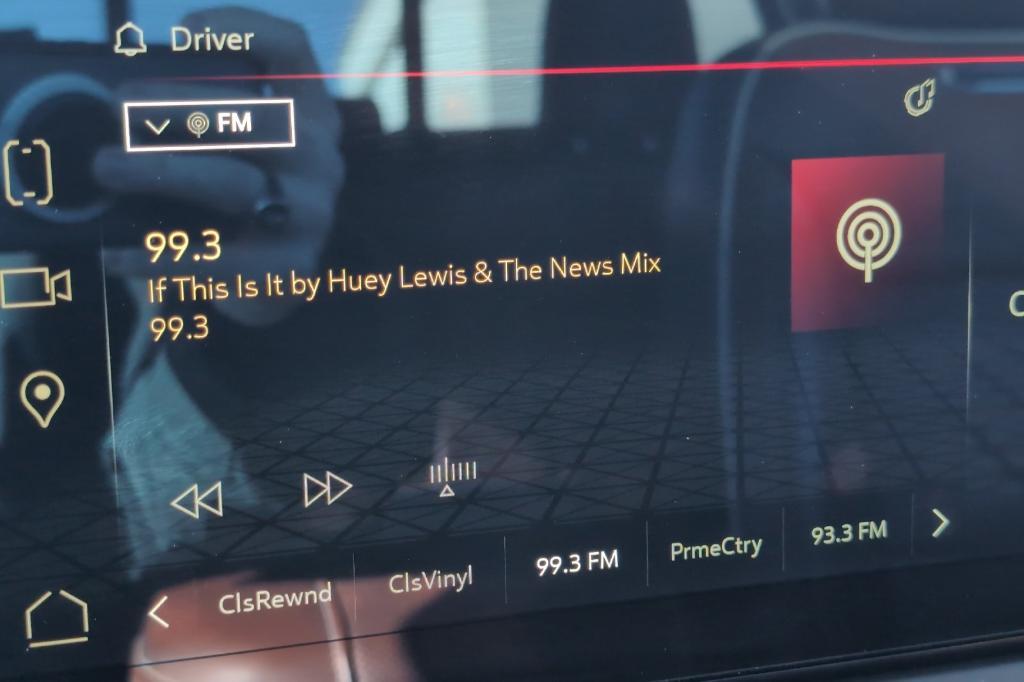 Driver
FM
99.3
If This Is It by Huey Lewis & The News Mix
99.3
ClsRewnd
ClsVinyl
99.3 FM
PrmeCtry
93.3 FM